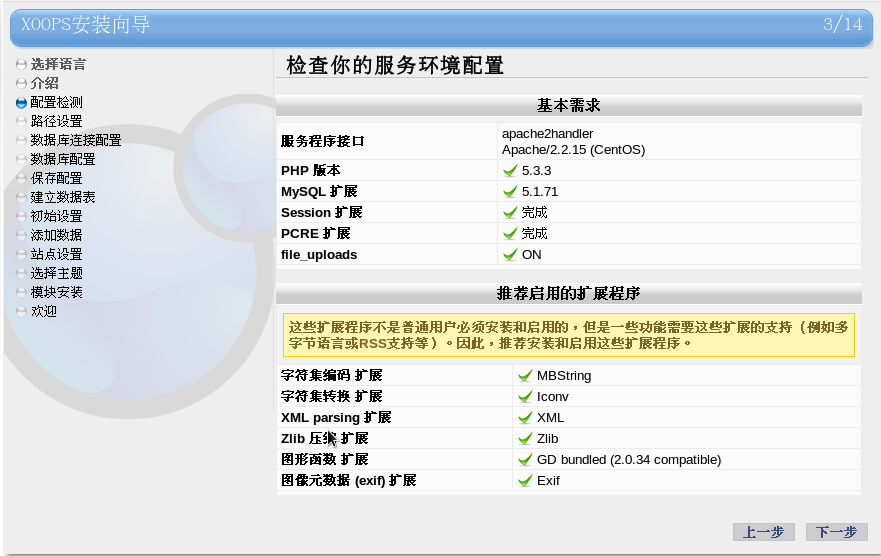 XOOPS安装向导
3/14
选择语言
介绍
配置检测
路径设置
数据库连接配置
数据库配置
保存配置
建立数据表
初始设置
添加数据
站点设置
选择主题
模块安装
欢迎
检查你的服务环境配置
基本需求
服务程序接口 apache2handler
Apache/2.2.15 (CentOS)
PHP 版本 5.3.3
MySQL 扩展 5.1.71
Session 扩展 完成
PCRE 扩展 完成
file_uploads ON
推荐启用的扩展程序
这些扩展程序不是普通用户必须安装和启用的，但是一些功能需要这些扩展的支持（例如多
字节语言或RSS支持等）。因此，推荐安装和启用这些扩展程序。
字符集编码 扩展 MBString
字符集转换 扩展 Iconv
XML parsing 扩展 XML
Zlib 压缩 扩展 Zlib
图形函数 扩展 GD bundled (2.0.34 compatible)
图像元数据 (exif) 扩展 Exif
上一步 下一步